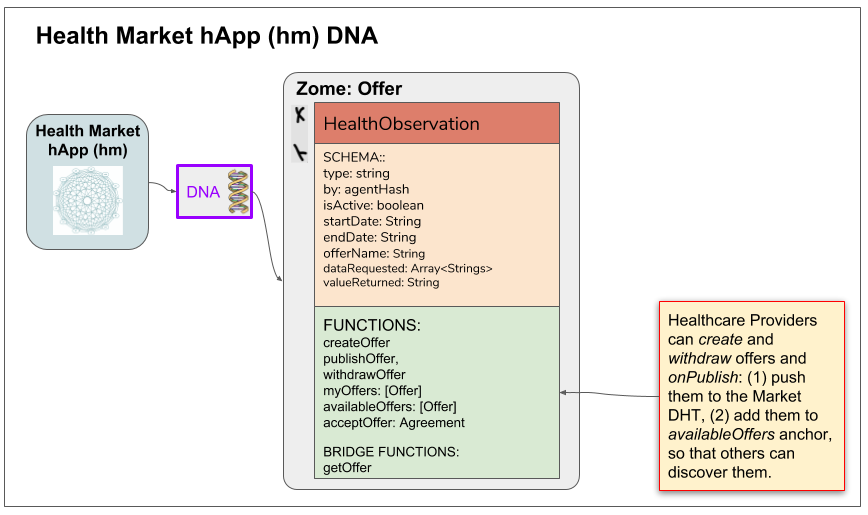 Health Market hApp (hm) DNA
Health Market
hApp (hm)
DNA
Zome: Offer
HealthObservation
SCHEMA::
type: string
by: agentHash
isActive: boolean
startDate: String
endDate: String
offerName: String
dataRequested: Array<Strings>
valueReturned: String
FUNCTIONS:
createOffer
publishOffer,
withdrawOffer
myOffers: [Offer]
availableOffers: [Offer]
acceptOffer: Agreement
BRIDGE FUNCTIONS:
getOffer
Healthcare Providers
can create and
withdraw offers and
onPublish: (1) push
them to the Market
DHT, (2) add them to
availableOffers anchor,
so that others can
discover them.